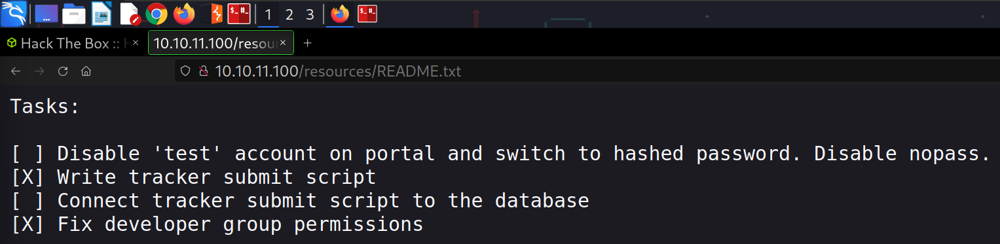 1 2 3
Hack The Box ::
10.10.11.100/resou
10.10.11.100/resources/README.txt
Tasks:
[ ] Disable 'test' account on portal and switch to hashed password. Disable nopass.
[X] Write tracker submit script
[ ] Connect tracker submit script to the database
[X] Fix developer group permissions